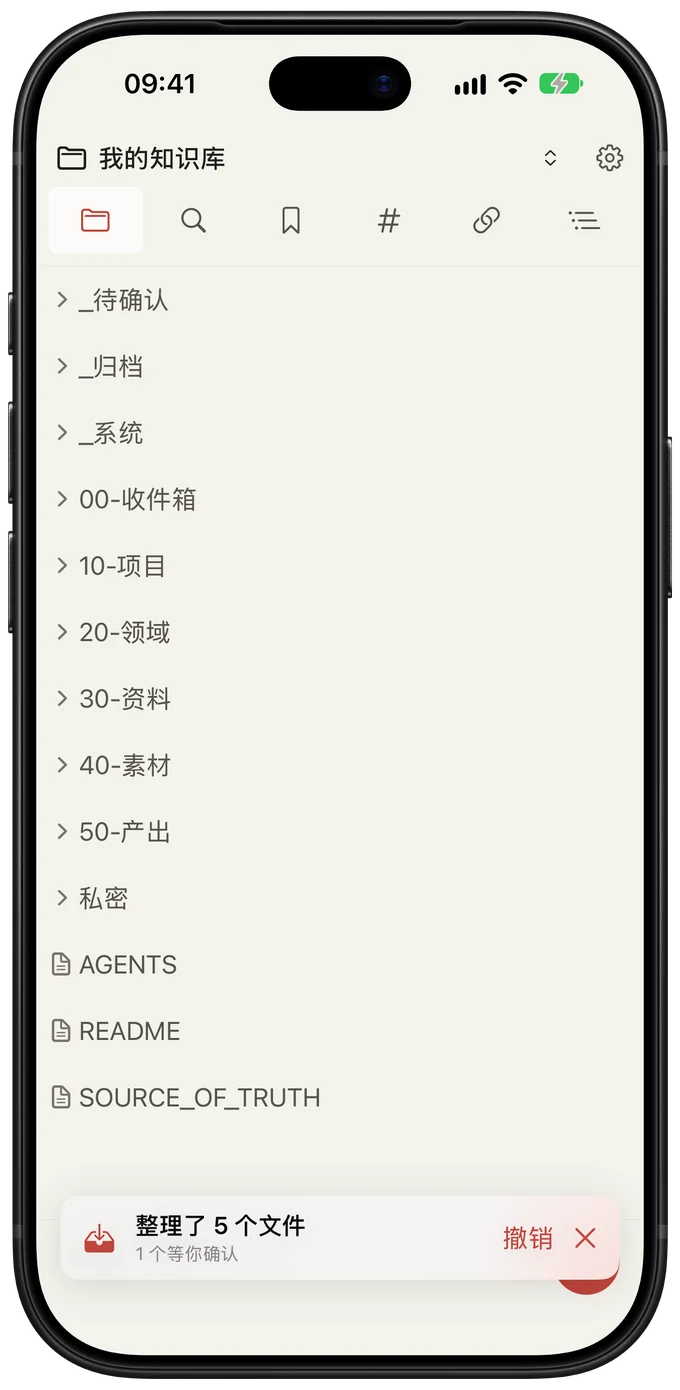 09:41
我的知识库
_待确认
_归档
_系统
00-收件箱
10-项目
20-领域
30-资料
40-素材
50-产出
私密
AGENTS
README
SOURCE_OF_TRUTH
整理了 5 个文件
1 个等你确认
撤销